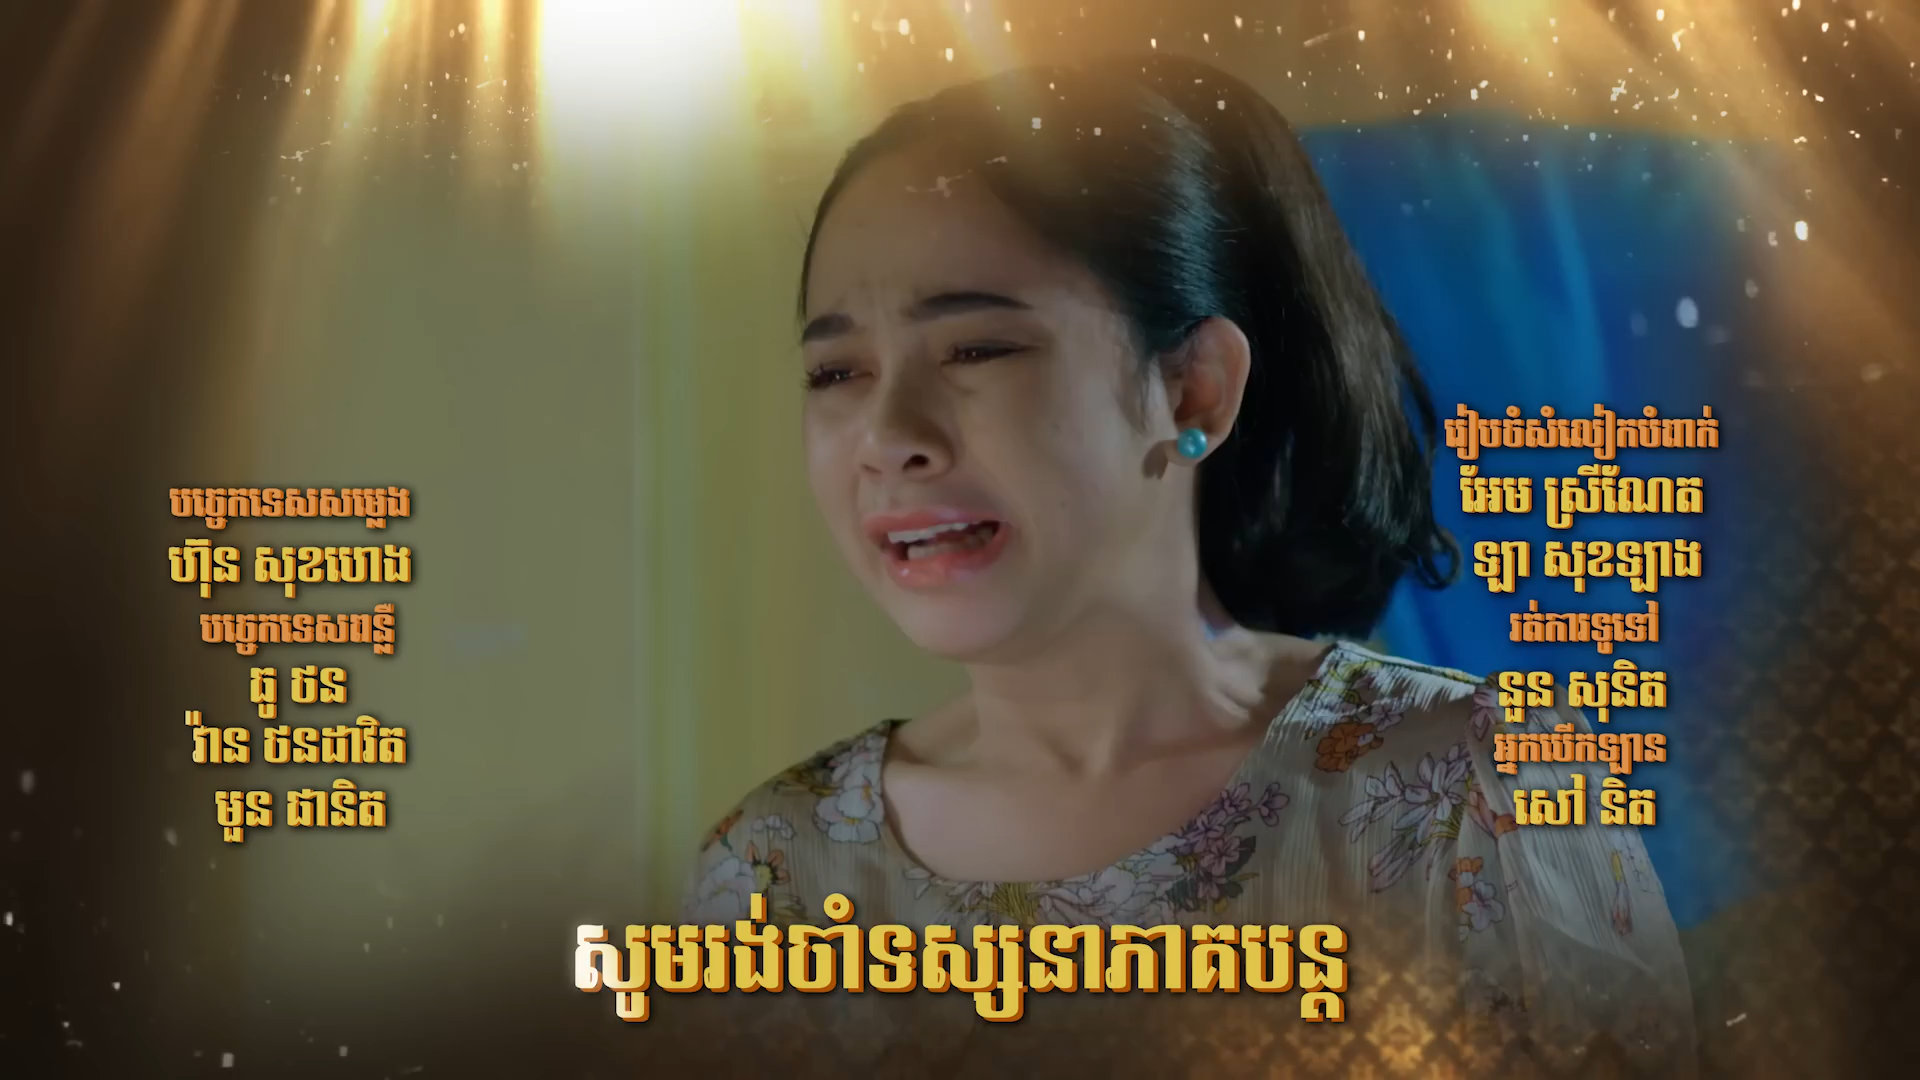 បច្ចេកទេសសម្លេង
ហ៊ុន សុខហេង
បច្ចេកទេសពន្លឺ
ធូ ថន
វ៉ាន ថនដារិត
មួន ផានិត
រៀបចំសំលៀកបំពាក់
អែម ស្រីណែត
ឡា សុខឡាង
រត់ការទូទៅ
នួន សុនិត
អ្នកបើកឡាន
សៅ និត
សូមរង់ចាំទស្សនាភាគបន្ត